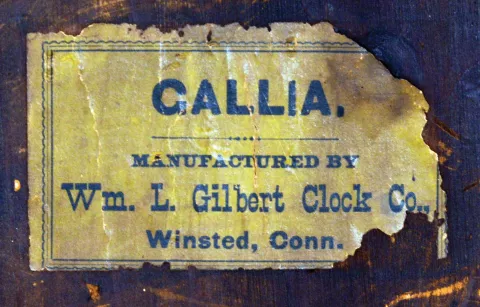 GALLIA.
MANUFACTURED BY
Wm. L. Gilbert Clock Co.,
Winsted, Conn.